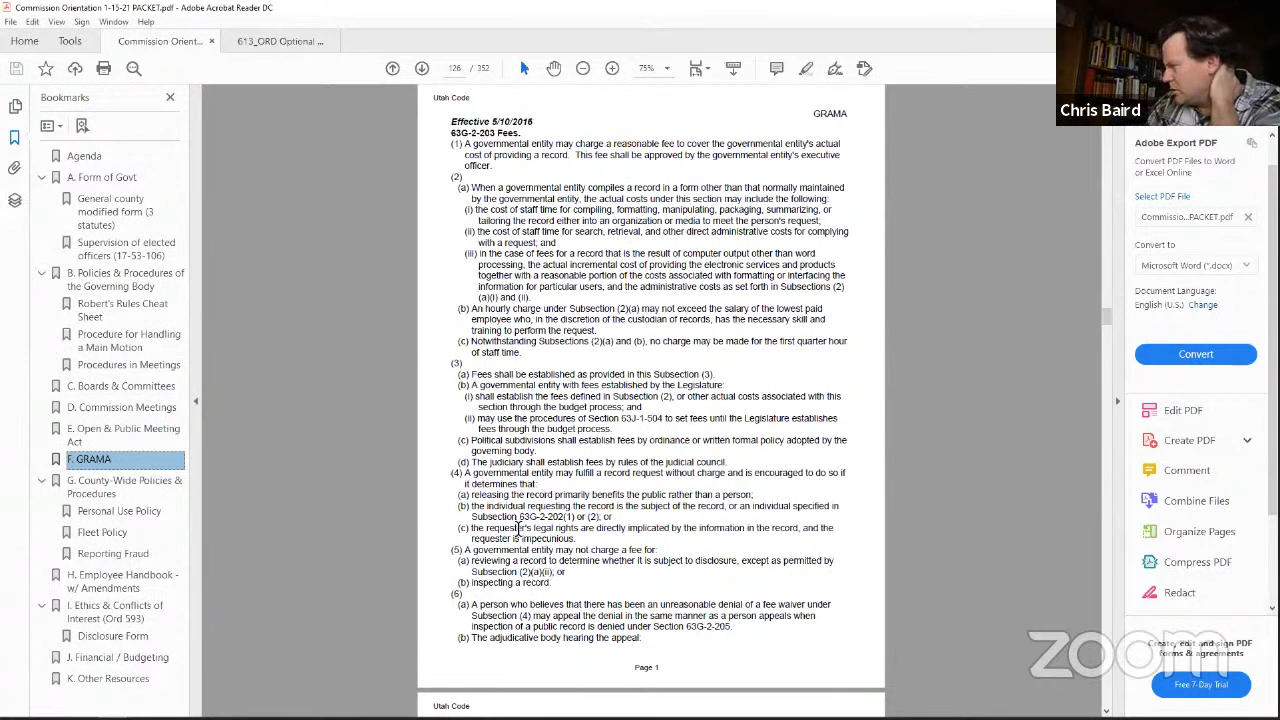 Commission Orientation 1-15-21 PACKET.pdf - Adobe Acrobat Reader DC
File Edit View Sign Window Help
Home Tools Commission Orient... × 613_ORD Optional ...
126 / 352 75%
Chris Baird
Bookmarks
Agenda
A. Form of Govt
General county
modified form (3
statutes)
Supervision of elected
officers (17-53-106)
B. Policies & Procedures of
the Governing Body
Robert's Rules Cheat
Sheet
Procedure for Handling
a Main Motion
Procedures in Meetings
C. Boards & Committees
D. Commission Meetings
E. Open & Public Meeting
Act
F. GRAMA
G. County-Wide Policies &
Procedures
Personal Use Policy
Fleet Policy
Reporting Fraud
H. Employee Handbook -
w/ Amendments
I. Ethics & Conflicts of
Interest (Ord 593)
Disclosure Form
J. Financial / Budgeting
K. Other Resources
Utah Code
GRAMA
Effective 5/10/2016
63G-2-203 Fees.
(1) A governmental entity may charge a reasonable fee to cover the governmental entity's actual
cost of providing a record. This fee shall be approved by the governmental entity's executive
officer.
(2)
(a) When a governmental entity compiles a record in a form other than that normally maintained
by the governmental entity, the actual costs under this section may include the following:
(i) the cost of staff time for compiling, formatting, manipulating, packaging, summarizing, or
tailoring the record either into an organization or media to meet the person's request;
(ii) the cost of staff time for search, retrieval, and other direct administrative costs for complying
with a request; and
(iii) in the case of fees for a record that is the result of computer output other than word
processing, the actual incremental cost of providing the electronic services and products
together with a reasonable portion of the costs associated with formatting or interfacing the
information for particular users, and the administrative costs as set forth in Subsections (2)
(a)(i) and (ii).
(b) An hourly charge under Subsection (2)(a) may not exceed the salary of the lowest paid
employee who, in the discretion of the custodian of records, has the necessary skill and
training to perform the request.
(c) Notwithstanding Subsections (2)(a) and (b), no charge may be made for the first quarter hour
of staff time.
(3)
(a) Fees shall be established as provided in this Subsection (3).
(b) A governmental entity with fees established by the Legislature:
(i) shall establish the fees defined in Subsection (2), or other actual costs associated with this
section through the budget process; and
(ii) may use the procedures of Section 63J-1-504 to set fees until the Legislature establishes
fees through the budget process.
(c) Political subdivisions shall establish fees by ordinance or written formal policy adopted by the
governing body.
(d) The judiciary shall establish fees by rules of the judicial council.
(4) A governmental entity may fulfill a record request without charge and is encouraged to do so if
it determines that:
(a) releasing the record primarily benefits the public rather than a person;
(b) the individual requesting the record is the subject of the record, or an individual specified in
Subsection 63G-2-202(1) or (2); or
(c) the requester's legal rights are directly implicated by the information in the record, and the
requester is impecunious.
(5) A governmental entity may not charge a fee for:
(a) reviewing a record to determine whether it is subject to disclosure, except as permitted by
Subsection (2)(a)(ii); or
(b) inspecting a record.
(6)
(a) A person who believes that there has been an unreasonable denial of a fee waiver under
Subsection (4) may appeal the denial in the same manner as a person appeals when
inspection of a public record is denied under Section 63G-2-205.
(b) The adjudicative body hearing the appeal:
Page 1
Utah Code
Adobe Export PDF
Convert PDF Files to Word
or Excel Online
Select PDF File
Commissio...PACKET.pdf ×
Convert to
Microsoft Word (*.docx)
Document Language:
English (U.S.) Change
Convert
Edit PDF
Create PDF
Comment
Combine Files
Organize Pages
Compress PDF
Redact
Create, edit and sign PDF
forms & agreements
Free 7-Day Trial
zoom